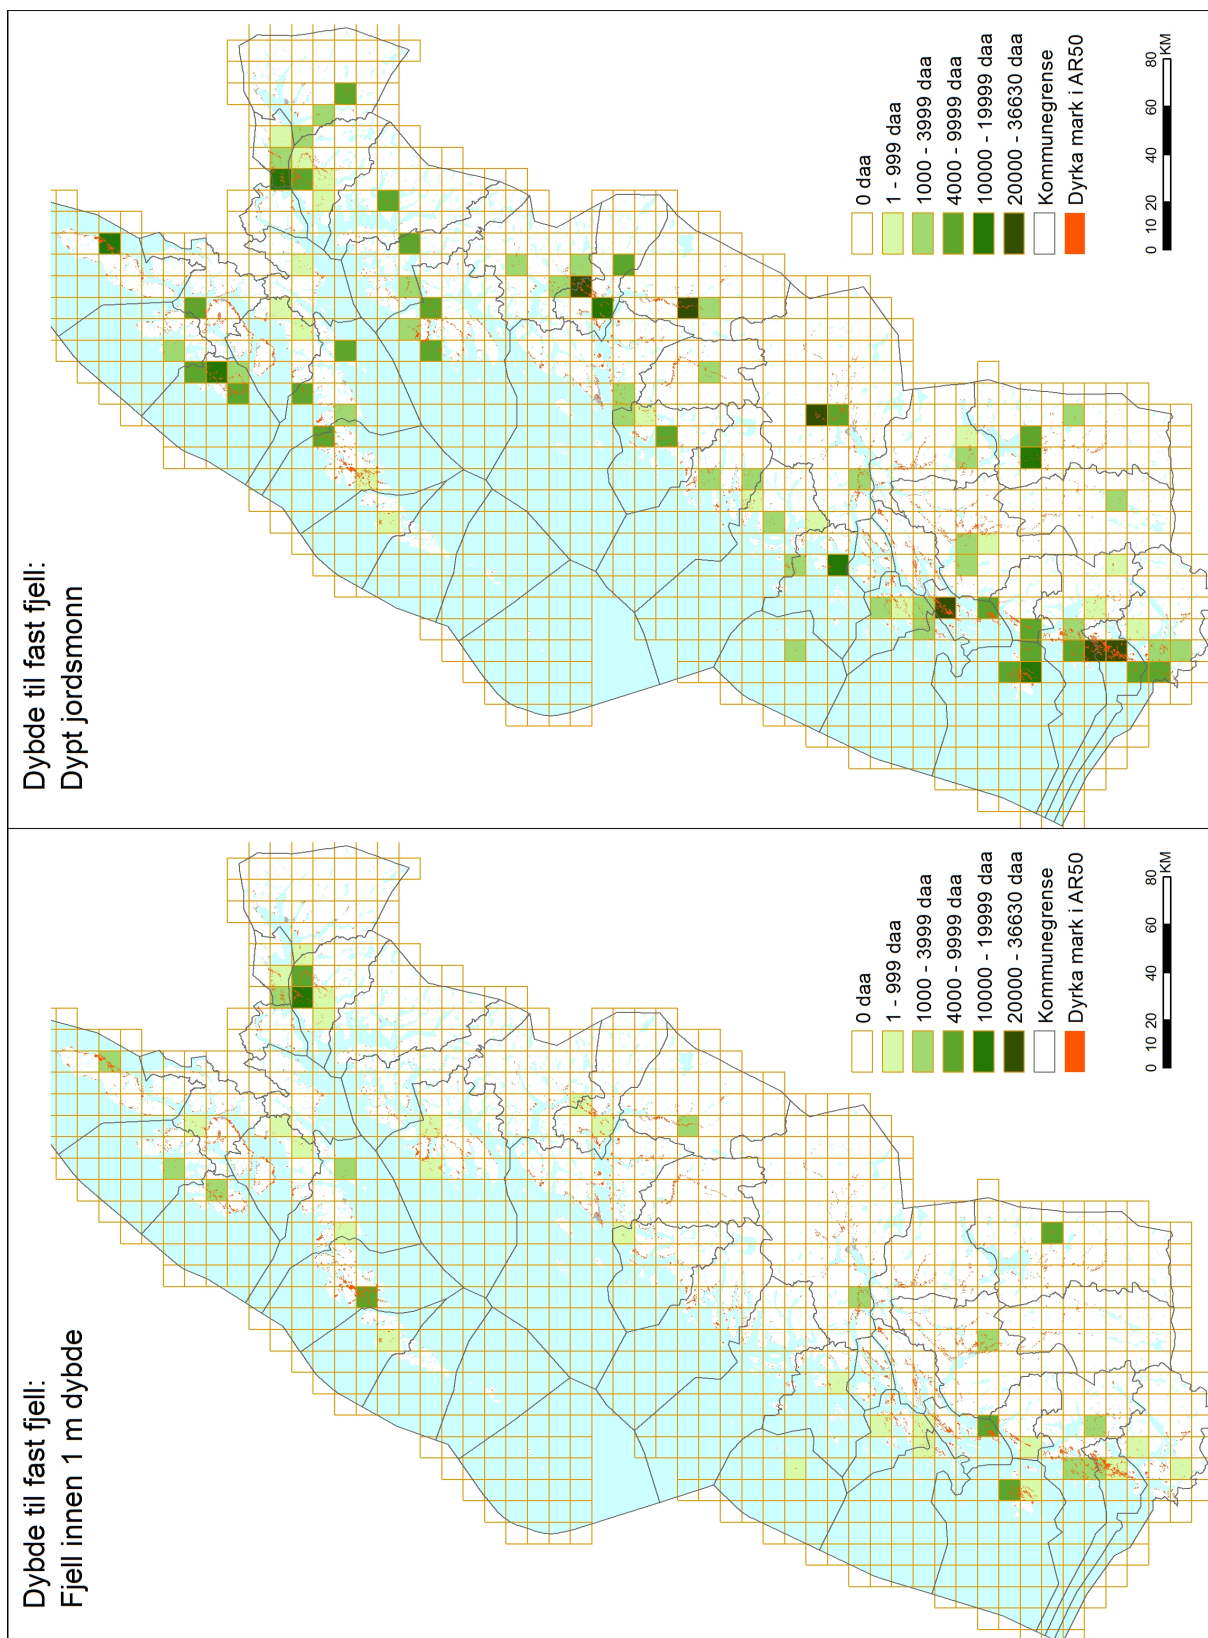 Dybde til fast fjell:
Fjell innen 1 m dybde
0 daa
1 - 999 daa
1000 - 3999 daa
4000 - 9999 daa
10000 - 19999 daa
20000 - 36630 daa
Kommunegrense
Dyrka mark i AR50
0 10 20 40 60 80
KM
Dybde til fast fjell:
Dypt jordsmonn
0 daa
1 - 999 daa
1000 - 3999 daa
4000 - 9999 daa
10000 - 19999 daa
20000 - 36630 daa
Kommunegrense
Dyrka mark i AR50
0 10 20 40 60 80
KM